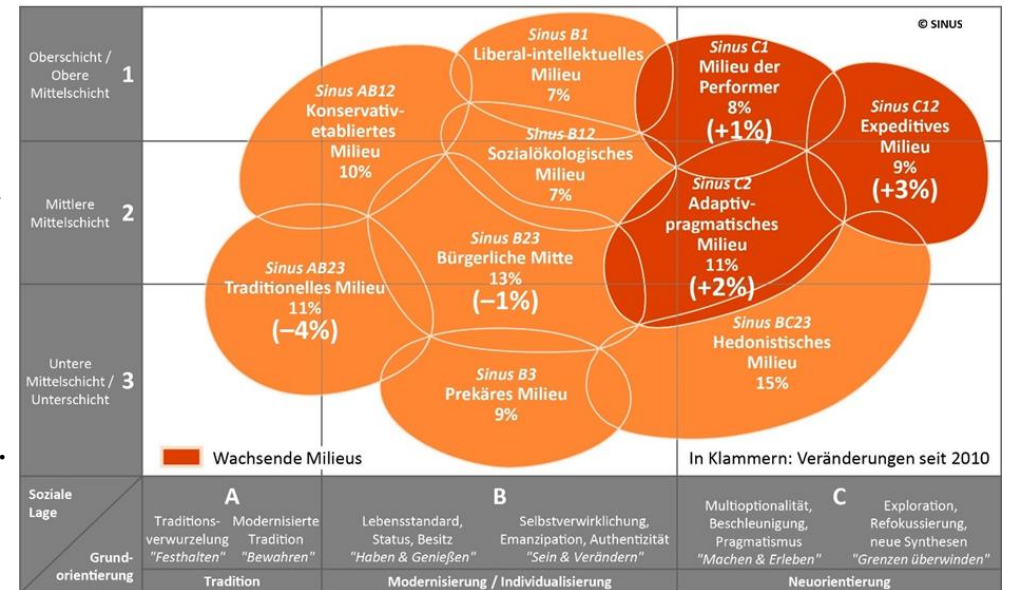 © SINUS
Oberschicht /
Obere
Mittelschicht
1
Mittlere
Mittelschicht
2
Untere
Mittelschicht /
Unterschicht
3
Sinus B1
Liberal-intellektuelles
Milieu
7%
Sinus C1
Milieu der
Performer
8%
(+1%)
Sinus AB12
Konservativ-
etabliertes
Milieu
10%
Sinus C12
Expeditives
Milieu
9%
(+3%)
Sinus B12
Sozialökologisches
Milieu
7%
Sinus C2
Adaptiv-
pragmatisches
Milieu
11%
(+2%)
Sinus B23
Bürgerliche Mitte
13%
(–1%)
Sinus AB23
Traditionelles Milieu
11%
(–4%)
Sinus BC23
Hedonistisches
Milieu
15%
Sinus B3
Prekäres Milieu
9%
Wachsende Milieus
In Klammern: Veränderungen seit 2010
Soziale
Lage
Grund-
orientierung
A
Traditions-
verwurzelung
"Festhalten"
Modernisierte
Tradition
"Bewahren"
Tradition
B
Lebensstandard,
Status, Besitz
"Haben & Genießen"
Selbstverwirklichung,
Emanzipation, Authentizität
"Sein & Verändern"
Modernisierung / Individualisierung
C
Multioptionalität,
Beschleunigung,
Pragmatismus
"Machen & Erleben"
Exploration,
Refokussierung,
neue Synthesen
"Grenzen überwinden"
Neuorientierung